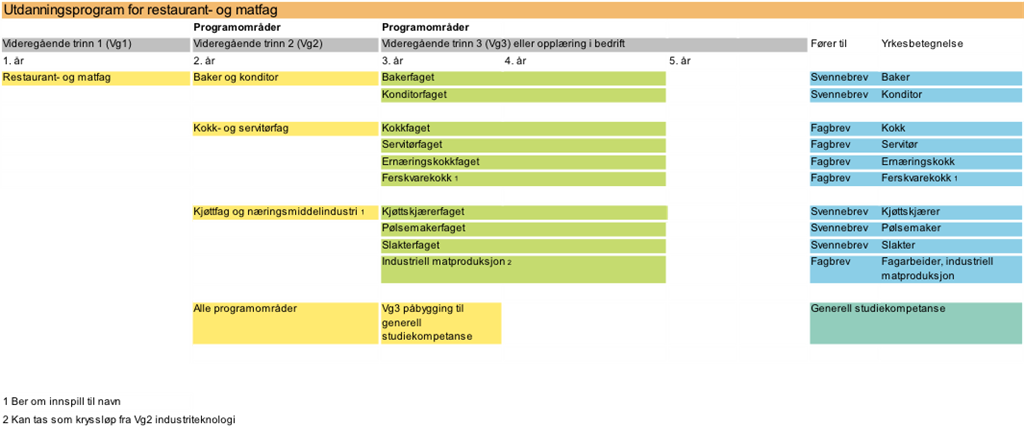 Utdanningsprogram for restaurant- og matfag
Programområder Programområder
Videregående trinn 1 (Vg1) Videregående trinn 2 (Vg2) Videregående trinn 3 (Vg3) eller opplæring i bedrift Fører til Yrkesbetegnelse
1. år 2. år 3. år 4. år 5. år
Restaurant- og matfag Baker og konditor Bakerfaget Svennebrev Baker
Konditorfaget Svennebrev Konditor
Kokk- og servitørfag Kokkfaget Fagbrev Kokk
Servitørfaget Fagbrev Servitør
Ernæringskokkfaget Fagbrev Ernæringskokk
Ferskvarekokk 1 Fagbrev Ferskvarekokk 1
Kjøttfag og næringsmiddelindustri 1 Kjøttskjærerfaget Svennebrev Kjøttskjærer
Pølsemakerfaget Svennebrev Pølsemaker
Slakterfaget Svennebrev Slakter
Industriell matproduksjon 2 Fagbrev Fagarbeider, industriell
matproduksjon
Alle programområder Vg3 påbygging til Generell studiekompetanse
generell
studiekompetanse
1 Ber om innspill til navn
2 Kan tas som kryssløp fra Vg2 industriteknologi